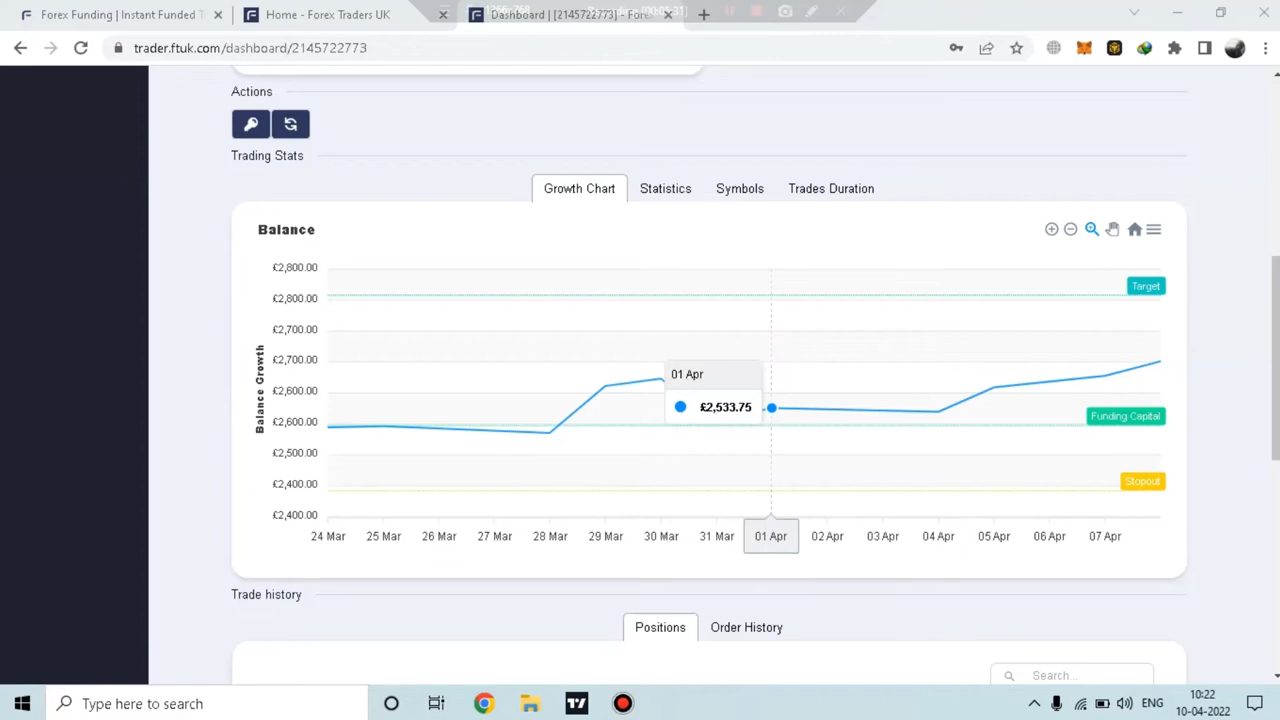 Forex Funding | Instant Funded T
Home - Forex Traders UK
Dashboard | [2145722773] - Fore
trader.ftuk.com/dashboard/2145722773
Actions
Trading Stats
Growth Chart
Statistics
Symbols
Trades Duration
Balance
£2,800.00
Target
£2,800.00
£2,700.00
£2,700.00
£2,600.00
£2,600.00
£2,500.00
£2,400.00
£2,400.00
Balance Growth
01 Apr
£2,533.75
Funding Capital
Stopout
24 Mar 25 Mar 26 Mar 27 Mar 28 Mar 29 Mar 30 Mar 31 Mar 01 Apr 02 Apr 03 Apr 04 Apr 05 Apr 06 Apr 07 Apr
Trade history
Positions
Order History
Search...
Type here to search
ENG
10:22
10-04-2022